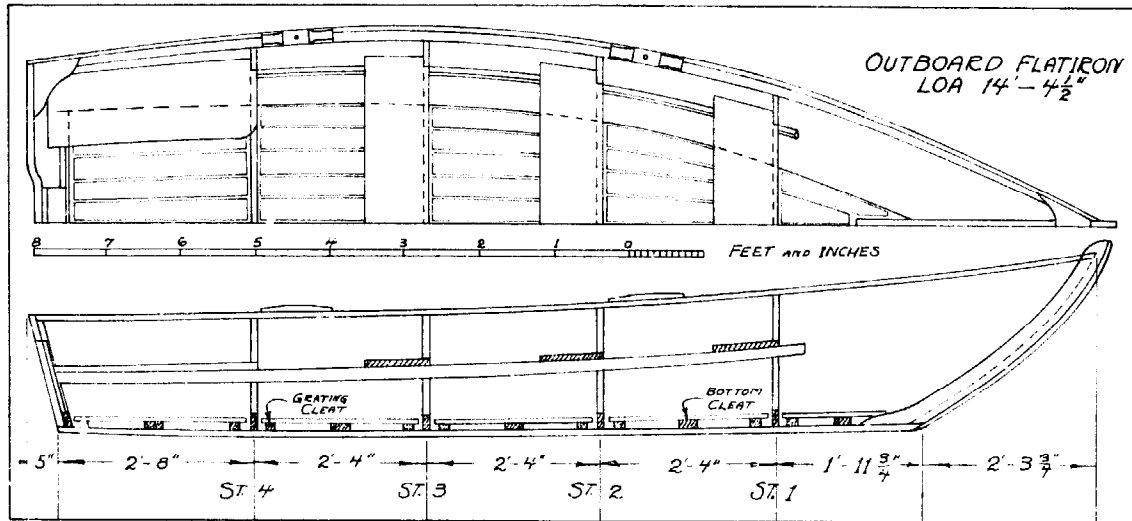 OUTBOARD FLATIRON
LOA 14'-4½"
8 7 6 5 4 3 2 1 0 FEET AND INCHES
GRATING
CLEAT
BOTTOM
CLEAT
5" 2'-8" 2'-4" 2'-4" 2'-4" 1'-11¾" 2'-3¾"
ST. 4 ST. 3 ST. 2 ST. 1